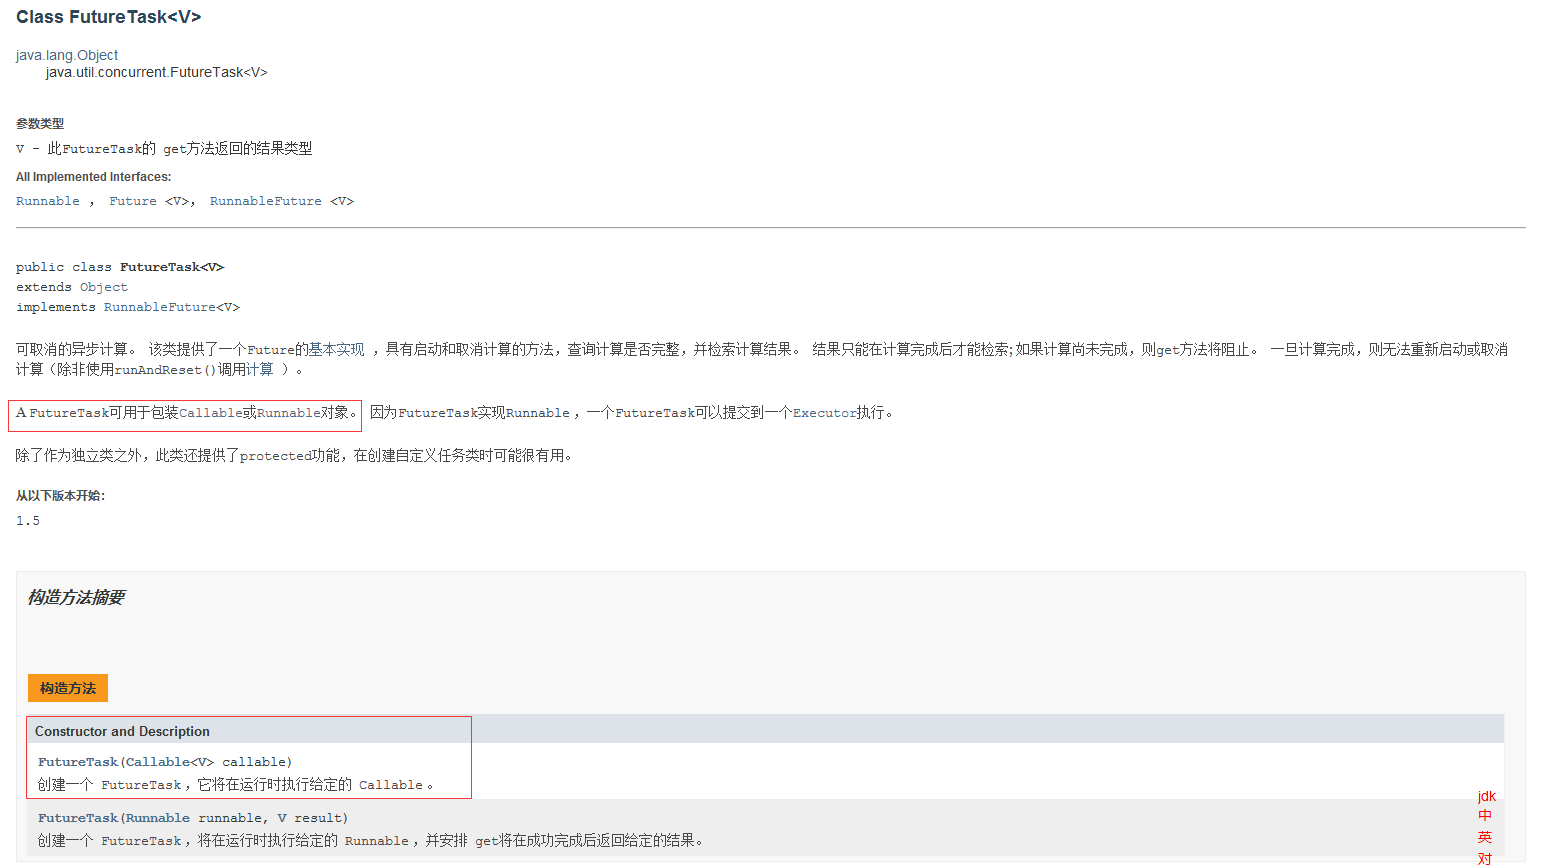 Class FutureTask<V>
java.lang.Object
java.util.concurrent.FutureTask<V>
参数类型
V - 此FutureTask的 get方法返回的结果类型
All Implemented Interfaces:
Runnable ， Future <V>， RunnableFuture <V>
public class FutureTask<V>
extends Object
implements RunnableFuture<V>
可取消的异步计算。 该类提供了一个Future的基本实现 ，具有启动和取消计算的方法，查询计算是否完整，并检索计算结果。 结果只能在计算完成后才能检索;如果计算尚未完成，则get方法将阻止。 一旦计算完成，则无法重新启动或取消
计算（除非使用runAndReset()调用计算 ）。
A FutureTask可用于包装Callable或Runnable对象。 因为FutureTask实现Runnable ，一个FutureTask可以提交到一个Executor执行。
除了作为独立类之外，此类还提供了protected功能，在创建自定义任务类时可能很有用。
从以下版本开始：
1.5
构造方法摘要
构造方法
Constructor and Description
FutureTask(Callable<V> callable)
创建一个 FutureTask ，它将在运行时执行给定的 Callable 。
FutureTask(Runnable runnable, V result)
创建一个 FutureTask ，将在运行时执行给定的 Runnable ，并安排 get将在成功完成后返回给定的结果。
jdk
中
英
对